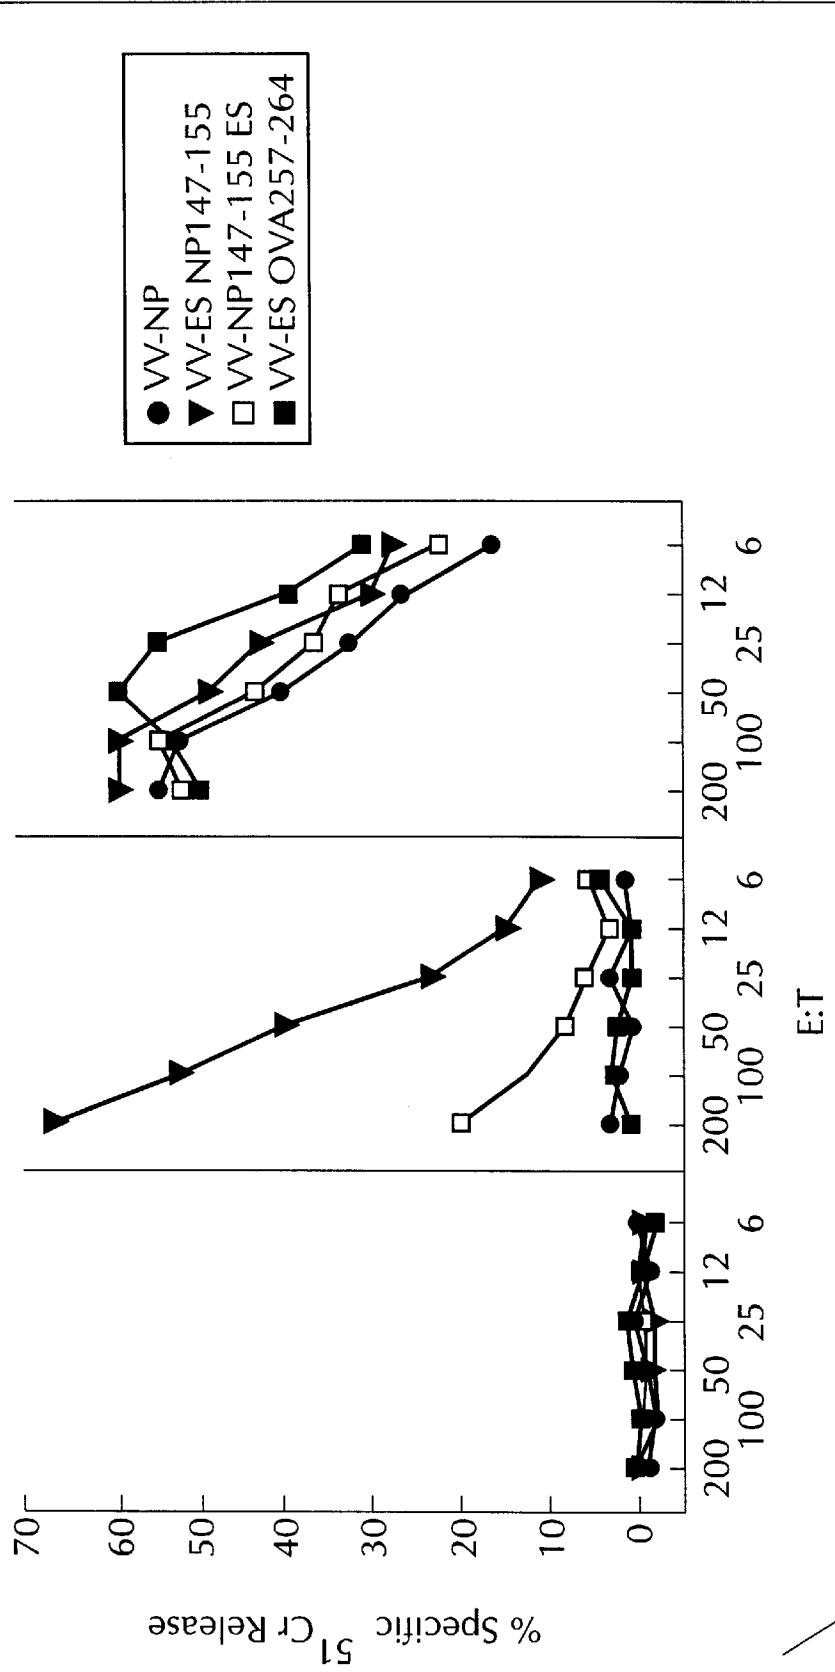 VV-NP
VV-ES NP147-155
VV-NP147-155 ES
VV-ES OVA257-264
% Specific 51Cr Release
70
60
50
40
30
20
10
0
200 100 50 25 12 6
200 100 50 25 12 6
200 100 50 25 12 6
E:T